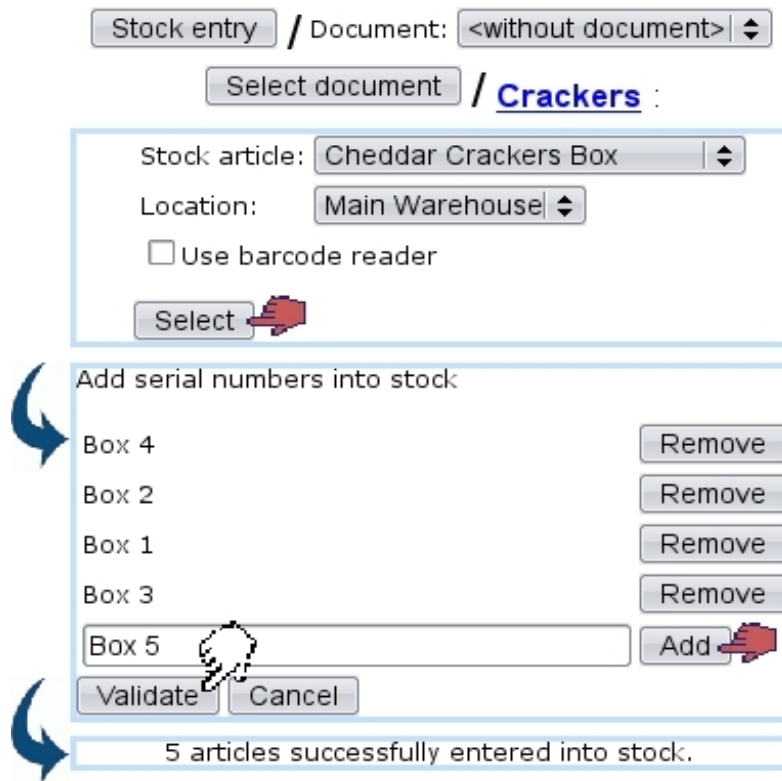 Stock entry / Document: <without document>
Select document / Crackers :
Stock article: Cheddar Crackers Box
Location: Main Warehouse
Use barcode reader
Select
Add serial numbers into stock
Box 4 Remove
Box 2 Remove
Box 1 Remove
Box 3 Remove
Box 5 Add
Validate Cancel
5 articles successfully entered into stock.